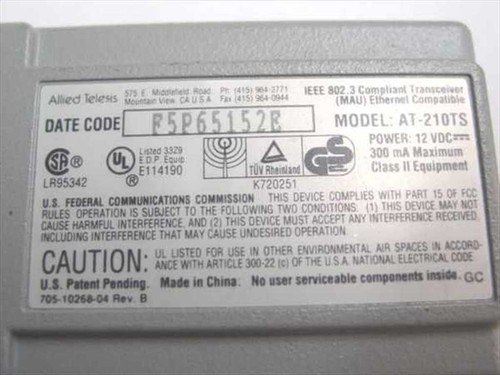 Allied Telesis 575 E. Middlefield Road. Ph (415) 964-2771 IEEE 802.3 Compliant Transceiver
Mountain View, CA U.S.A. Fax (415) 964-0944 (MAU) Ethernet Compatible
DATE CODE F5P65152E MODEL: AT-210TS
POWER: 12 VDC
300 mA Maximum
Class II Equipment
SA
LR95342
UL
Listed 3329
E.D.P. Equip.
E114190
TÜV Rheinland
K720251
U.S. FEDERAL COMMUNICATIONS COMMISSION THIS DEVICE COMPLIES WITH PART 15 OF FCC
RULES OPERATION IS SUBJECT TO THE FOLLOWING TWO CONDITIONS. (1) THIS DEVICE MAY NOT
CAUSE HARMFUL INTERFERENCE, AND (2) THIS DEVICE MUST ACCEPT ANY INTERFERENCE RECEIVED,
INCLUDING INTERFERENCE THAT MAY CAUSE UNDESIRED OPERATION.
CAUTION: UL LISTED FOR USE IN OTHER ENVIRONMENTAL AIR SPACES IN ACCORD-
ANCE WITH ARTICLE 300-22 (c) OF THE NATIONAL ELECTRICAL CODE.
U.S. Patent Pending. Made in China. No user serviceable components inside. GC
705-10268-04 Rev. B